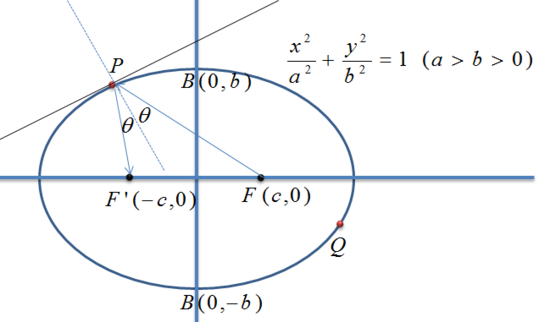 x²/a² + y²/b² = 1 (a > b > 0)
P
B(0,b)
θ θ
F'(−c,0) F(c,0)
Q
B(0,−b)